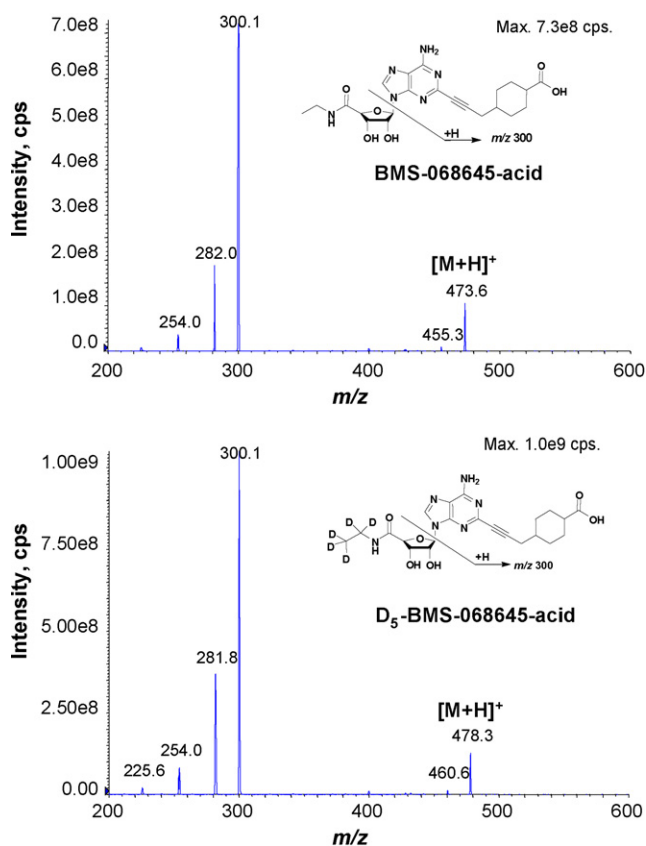 7.0e8
6.0e8
5.0e8
4.0e8
3.0e8
2.0e8
1.0e8
0.0
Intensity, cps
300.1
Max. 7.3e8 cps.
NH2
N
N
N
N
O
OH
O
N
H
O
OH OH
+H
m/z 300
BMS-068645-acid
282.0
254.0
[M+H]+
473.6
455.3
200 300 400 500 600
m/z
1.00e9
7.50e8
5.00e8
2.50e8
0.00
Intensity, cps
300.1
Max. 1.0e9 cps.
NH2
N
N
N
N
O
OH
D D
D
D
D
O
N
H
O
OH OH
+H
m/z 300
D5-BMS-068645-acid
281.8
254.0
225.6
[M+H]+
478.3
460.6
200 300 400 500 600
m/z